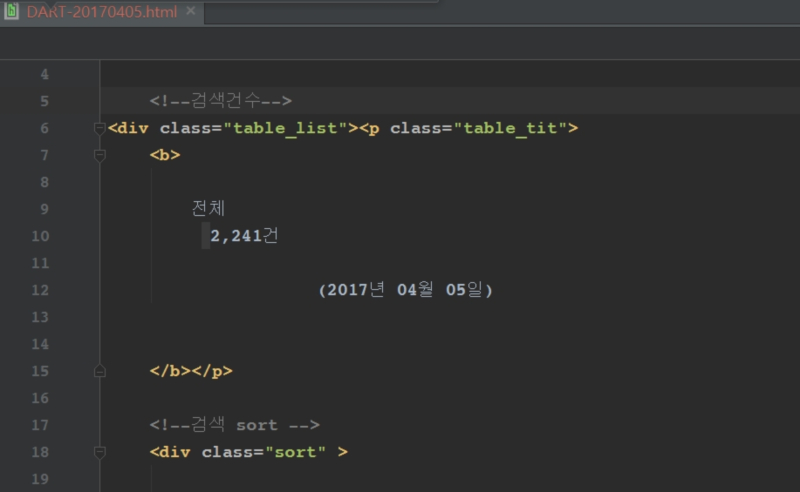 DART-20170405.html ×
4
5 <!--검색건수-->
6 <div class="table_list"><p class="table_tit">
7 <b>
8
9 전체
10 2,241건
11
12 (2017년 04월 05일)
13
14
15 </b></p>
16
17 <!--검색 sort -->
18 <div class="sort" >
19